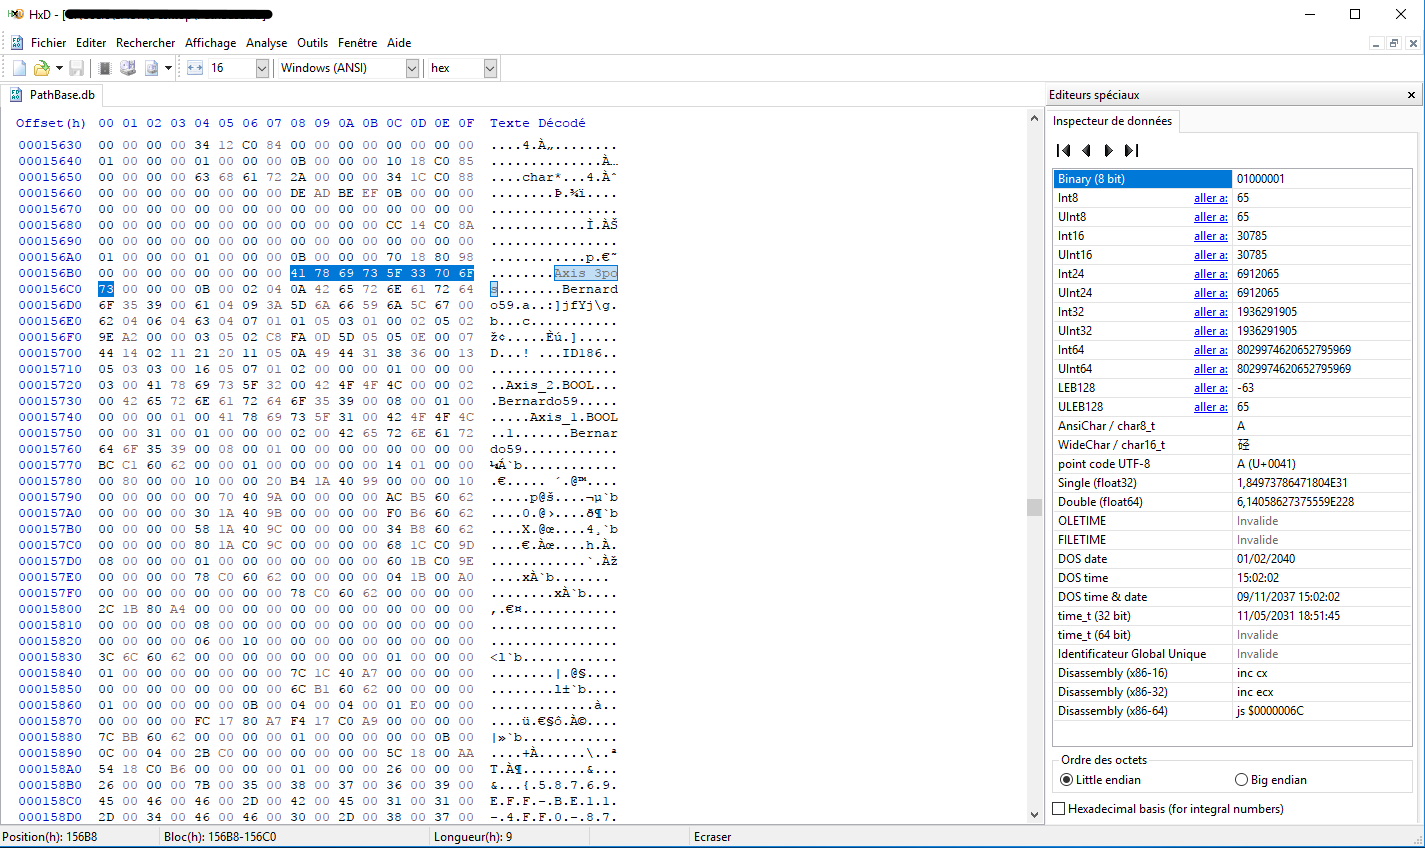 HxD - [
Fichier Editer Rechercher Affichage Analyse Outils Fenêtre Aide
16 Windows (ANSI) hex
PathBase.db
Offset(h) 00 01 02 03 04 05 06 07 08 09 0A 0B 0C 0D 0E 0F Texte Décodé
00015630 00 00 00 00 34 12 C0 84 00 00 00 00 00 00 00 00 ....4.À„........
00015640 01 00 00 00 01 00 00 00 0B 00 00 00 10 18 C0 85 ..............À…
00015650 00 00 00 00 63 68 61 72 2A 00 00 00 34 1C C0 88 ....char*...4.Àˆ
00015660 00 00 00 00 00 00 00 00 DE AD BE EF 0B 00 00 00 ........Þ.¾ï....
00015670 00 00 00 00 00 00 00 00 00 00 00 00 00 00 00 00 ................
00015680 00 00 00 00 00 00 00 00 00 00 00 00 CC 14 C0 8A ............Ì.ÀŠ
00015690 00 00 00 00 00 00 00 00 00 00 00 00 00 00 00 00 ................
000156A0 01 00 00 00 01 00 00 00 0B 00 00 00 70 18 80 98 ............p.€˜
000156B0 00 00 00 00 00 00 00 00 41 78 69 73 5F 33 70 6F ........Axis_3po
000156C0 73 00 00 00 0B 00 02 04 0A 42 65 72 6E 61 72 64 s........Bernard
000156D0 6F 35 39 00 61 04 09 3A 5D 6A 66 59 6A 5C 67 00 o59.a..:]jfYj\g.
000156E0 62 04 06 04 63 04 07 01 01 05 03 01 00 02 05 02 b...c...........
000156F0 9E A2 00 00 03 05 02 C8 FA 0D 5D 05 05 0E 00 07 ž¢.....Èú.].....
00015700 44 14 02 11 21 20 11 05 0A 49 44 31 38 36 00 13 D...! ...ID186..
00015710 05 03 03 00 16 05 07 01 02 00 00 00 01 00 00 00 ................
00015720 03 00 41 78 69 73 5F 32 00 42 4F 4F 4C 00 00 02 ..Axis_2.BOOL...
00015730 00 42 65 72 6E 61 72 64 6F 35 39 00 08 00 01 00 .Bernardo59.....
00015740 00 00 00 01 00 41 78 69 73 5F 31 00 42 4F 4F 4C .....Axis_1.BOOL
00015750 00 00 31 00 01 00 00 00 02 00 42 65 72 6E 61 72 ..1.......Bernar
00015760 64 6F 35 39 00 08 00 01 00 00 00 00 00 00 00 00 do59............
00015770 BC C1 60 62 00 00 01 00 00 00 00 00 14 01 00 00 ¼Á`b............
00015780 00 80 00 00 10 00 00 20 B4 1A 40 99 00 00 00 10 .€..... ´.@™....
00015790 00 00 00 00 00 70 40 9A 00 00 00 00 AC B5 60 62 .....p@š....¬µ`b
000157A0 00 00 00 00 30 1A 40 9B 00 00 00 00 F0 B6 60 62 ....0.@›....ð¶`b
000157B0 00 00 00 00 58 1A 40 9C 00 00 00 00 34 B8 60 62 ....X.@œ....4¸`b
000157C0 00 00 00 00 80 1A C0 9C 00 00 00 00 68 1C C0 9D ....€.Àœ....h.À.
000157D0 08 00 00 00 01 00 00 00 00 00 00 00 60 1B C0 9E ............`.Àž
000157E0 00 00 00 00 78 C0 60 62 00 00 00 00 04 1B 00 A0 ....xÀ`b.......
000157F0 00 00 00 00 00 00 00 00 78 C0 60 62 00 00 00 00 ........xÀ`b....
00015800 2C 1B 80 A4 00 00 00 00 00 00 00 00 00 00 00 00 ,.€¤............
00015810 00 00 00 00 08 00 00 00 00 00 00 00 00 00 00 00 ................
00015820 00 00 00 00 06 00 10 00 00 00 00 00 00 00 00 00 ................
00015830 3C 6C 60 62 00 00 00 00 00 00 00 00 01 00 00 00 <l`b............
00015840 01 00 00 00 00 00 00 00 7C 1C 40 A7 00 00 00 00 ........|.@§....
00015850 00 00 00 00 00 00 00 00 6C B1 60 62 00 00 00 00 ........l±`b....
00015860 01 00 00 00 00 00 0B 00 04 00 04 00 01 E0 00 00 .............à..
00015870 00 00 00 00 FC 17 80 A7 F4 17 C0 A9 00 00 00 00 ....ü.€§ô.À©....
00015880 7C BB 60 62 00 00 00 00 01 00 00 00 00 00 0B 00 |»`b............
00015890 0C 00 04 00 2B C0 00 00 00 00 00 00 5C 18 00 AA ....+À......\..ª
000158A0 54 18 C0 B6 00 00 00 00 01 00 00 00 26 00 00 00 T.À¶........&...
000158B0 26 00 00 00 7B 00 35 00 38 00 37 00 36 00 39 00 &...{.5.8.7.6.9.
000158C0 45 00 46 00 46 00 2D 00 42 00 45 00 31 00 31 00 E.F.F.-.B.E.1.1.
000158D0 2D 00 34 00 46 00 46 00 30 00 2D 00 38 00 37 00 -.4.F.F.0.-.8.7.
Editeurs spéciaux
Inspecteur de données
Binary (8 bit) 01000001
Int8 aller a: 65
UInt8 aller a: 65
Int16 aller a: 30785
UInt16 aller a: 30785
Int24 aller a: 6912065
UInt24 aller a: 6912065
Int32 aller a: 1936291905
UInt32 aller a: 1936291905
Int64 aller a: 8029974620652795969
UInt64 aller a: 8029974620652795969
LEB128 aller a: -63
ULEB128 aller a: 65
AnsiChar / char8_t A
WideChar / char16_t 硁
point code UTF-8 A (U+0041)
Single (float32) 1,84973786471804E31
Double (float64) 6,14058627375559E228
OLETIME Invalide
FILETIME Invalide
DOS date 01/02/2040
DOS time 15:02:02
DOS time & date 09/11/2037 15:02:02
time_t (32 bit) 11/05/2031 18:51:45
time_t (64 bit) Invalide
Identificateur Global Unique Invalide
Disassembly (x86-16) inc cx
Disassembly (x86-32) inc ecx
Disassembly (x86-64) js $0000006C
Ordre des octets
Little endian Big endian
Hexadecimal basis (for integral numbers)
Position(h): 156B8 Bloc(h): 156B8-156C0 Longueur(h): 9 Ecraser